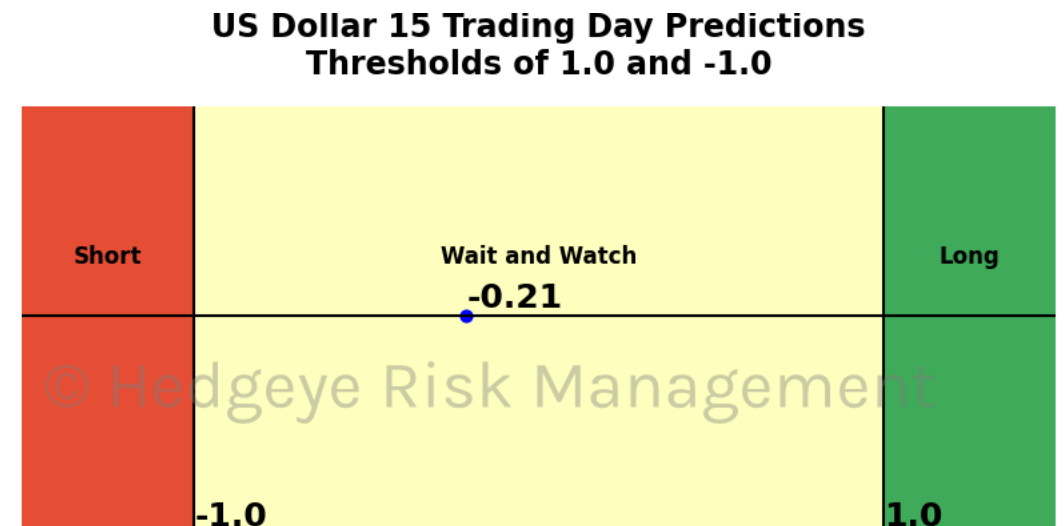 US Dollar 15 Trading Day Predictions
Thresholds of 1.0 and -1.0
Short
Wait and Watch
Long
-0.21
© Hedgeye Risk Management
-1.0
1.0